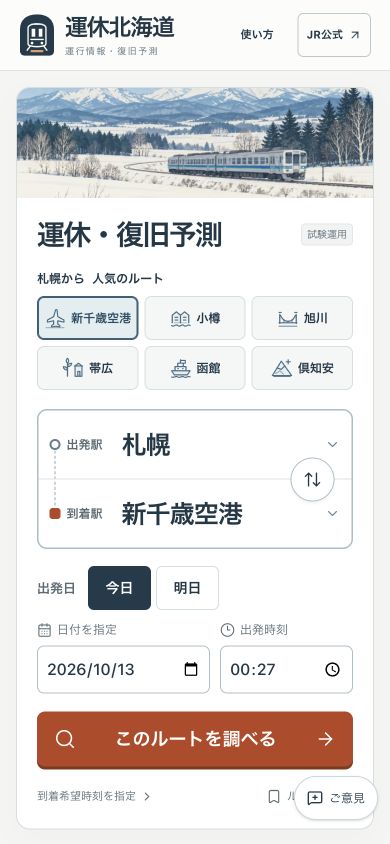 運休北海道
運行情報・復旧予測
使い方
JR公式
運休・復旧予測
試験運用
札幌から 人気のルート
新千歳空港
小樽
旭川
帯広
函館
倶知安
出発駅
札幌
到着駅
新千歳空港
出発日
今日
明日
日付を指定
出発時刻
2026/10/13
00:27
このルートを調べる
到着希望時刻を指定
ご意見